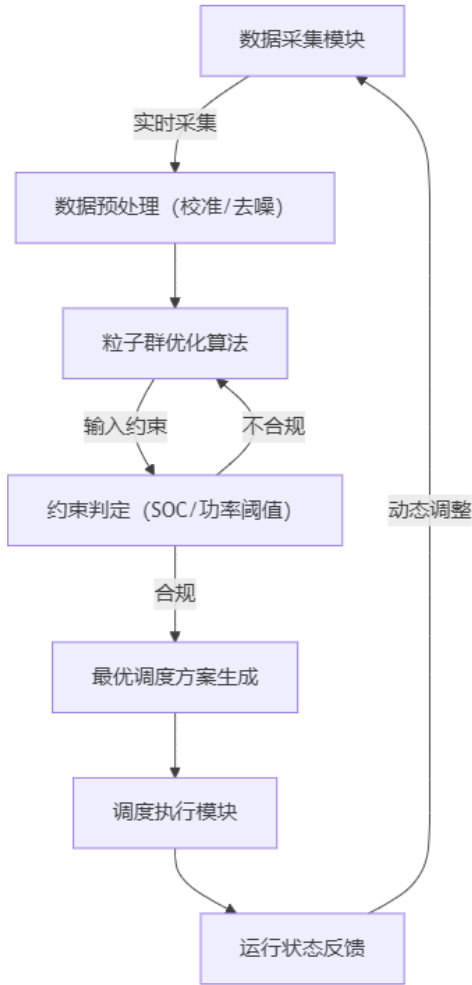 数据采集模块
实时采集
数据预处理（校准/去噪）
粒子群优化算法
输入约束
不合规
约束判定（SOC/功率阈值）
动态调整
合规
最优调度方案生成
调度执行模块
运行状态反馈